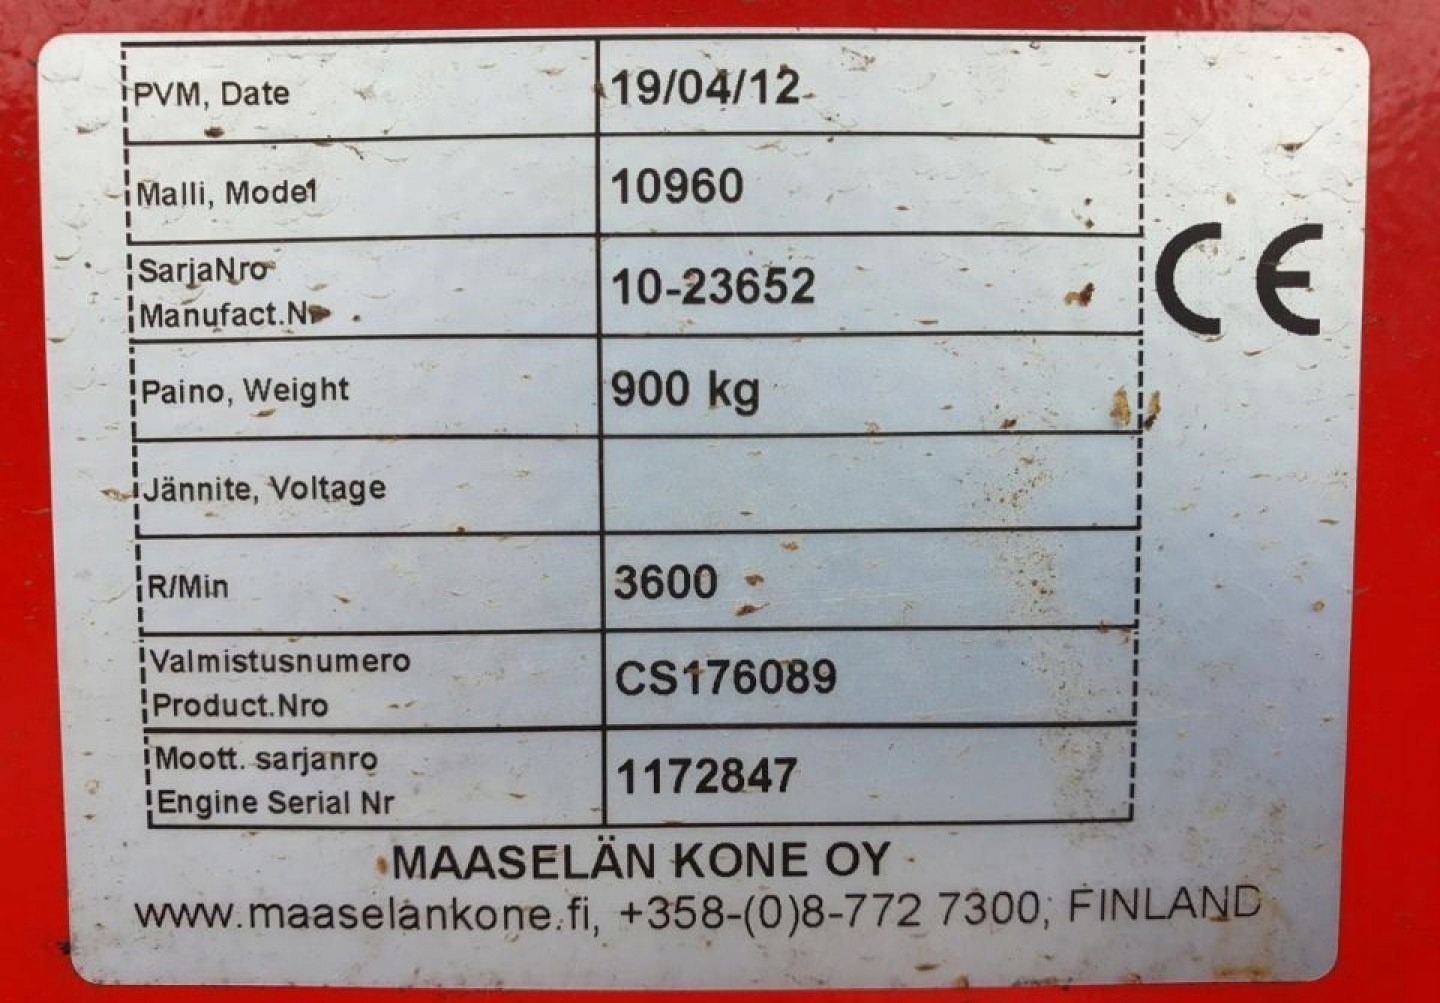 PVM, Date 19/04/12
Malli, Model 10960
SarjaNro
Manufact.Nr 10-23652
Paino, Weight 900 kg
Jännite, Voltage
R/Min 3600
Valmistusnumero
Product.Nro CS176089
Moott. sarjanro
Engine Serial Nr 1172847
CE
MAASELÄN KONE OY
www.maaselankone.fi, +358-(0)8-772 7300, FINLAND